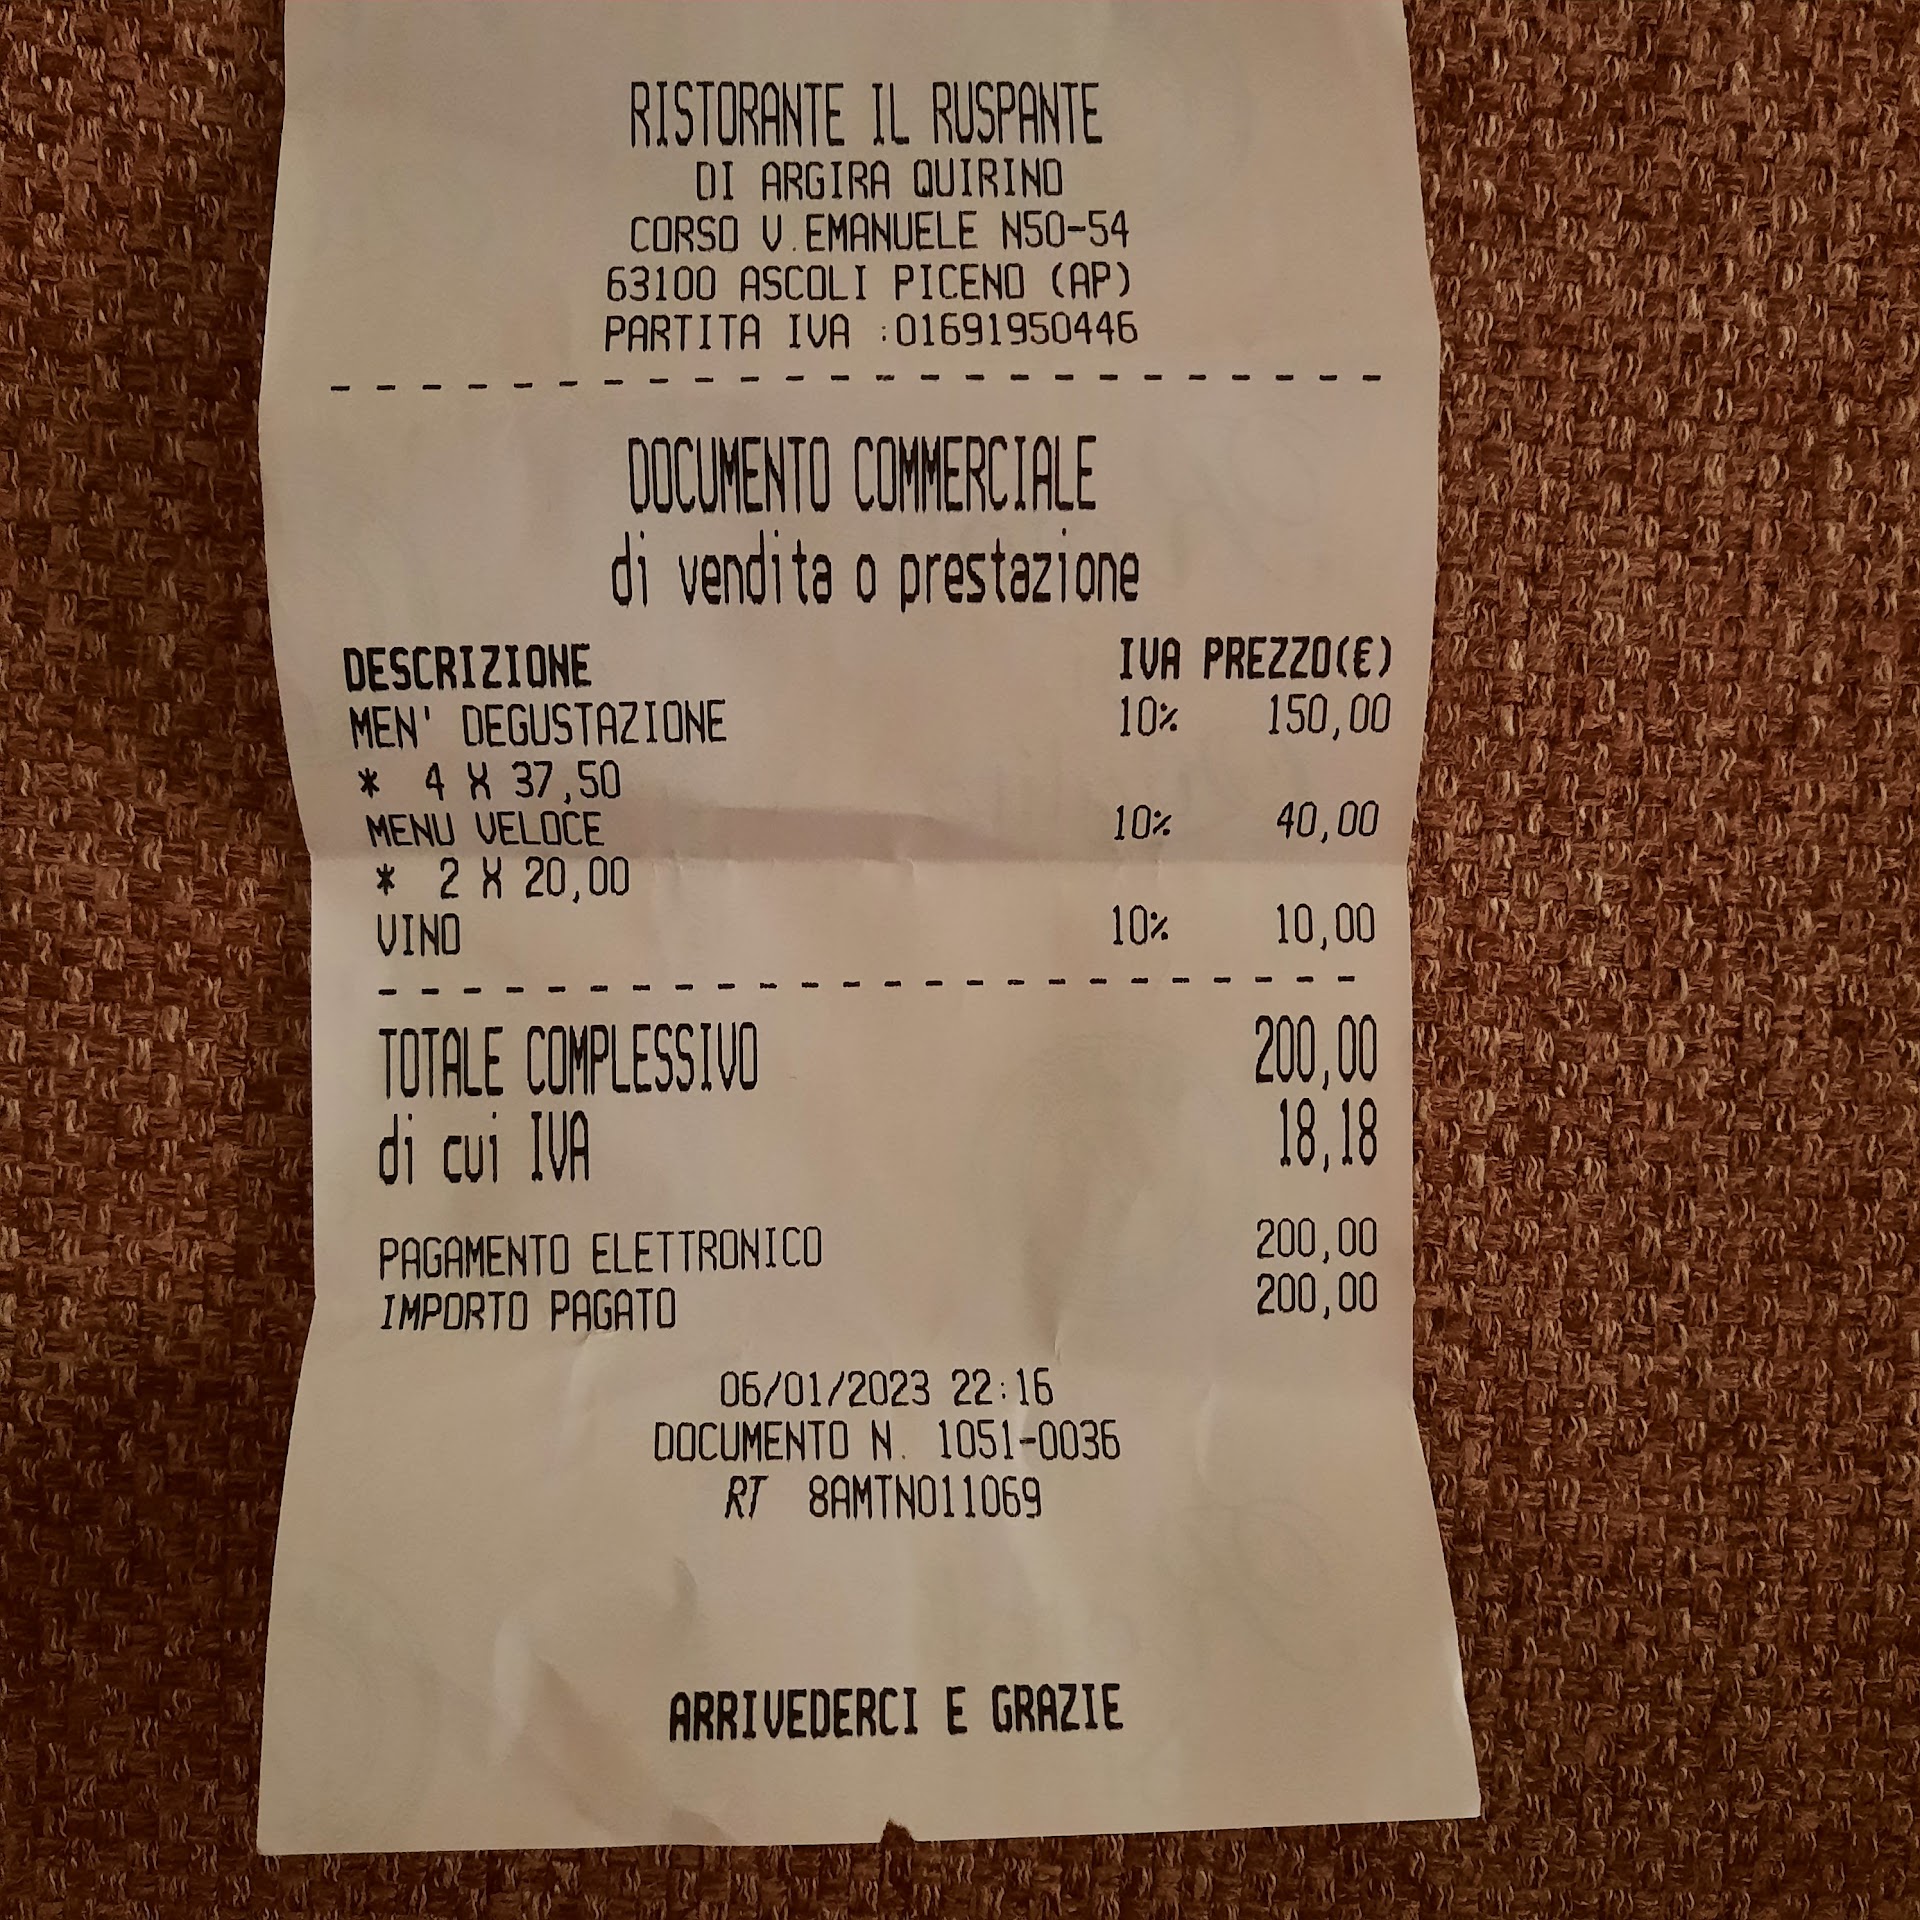 RISTORANTE IL RUSPANTE
DI ARGIRA QUIRINO
CORSO V.EMANUELE N50-54
63100 ASCOLI PICENO (AP)
PARTITA IVA :01691950446
DOCUMENTO COMMERCIALE
di vendita o prestazione
DESCRIZIONE IVA PREZZO(€)
MEN' DEGUSTAZIONE 10% 150,00
* 4 X 37,50
MENU VELOCE 10% 40,00
* 2 X 20,00
VINO 10% 10,00
TOTALE COMPLESSIVO 200,00
di cui IVA 18,18
PAGAMENTO ELETTRONICO 200,00
IMPORTO PAGATO 200,00
06/01/2023 22:16
DOCUMENTO N. 1051-0036
RT 8AMTN011069
ARRIVEDERCI E GRAZIE